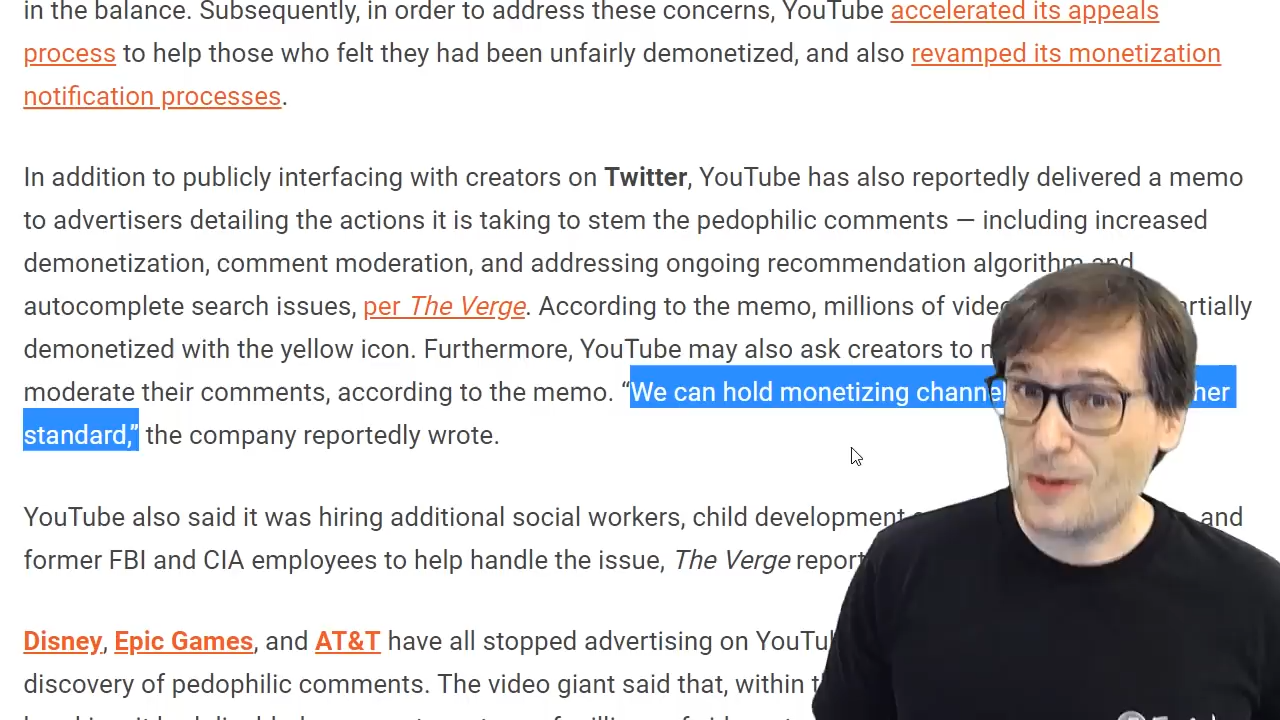 in the balance. Subsequently, in order to address these concerns, YouTube accelerated its appeals
process to help those who felt they had been unfairly demonetized, and also revamped its monetization
notification processes.
In addition to publicly interfacing with creators on Twitter, YouTube has also reportedly delivered a memo
to advertisers detailing the actions it is taking to stem the pedophilic comments — including increased
demonetization, comment moderation, and addressing ongoing recommendation algorithm and
autocomplete search issues, per The Verge. According to the memo, millions of
demonetized with the yellow icon. Furthermore, YouTube may also ask creators to
moderate their comments, according to the memo. “We can hold monetizing
standard,” the company reportedly wrote.
YouTube also said it was hiring additional social workers, child development and
former FBI and CIA employees to help handle the issue, The Verge
Disney, Epic Games, and AT&T have all stopped advertising on
discovery of pedophilic comments. The video giant said that, within